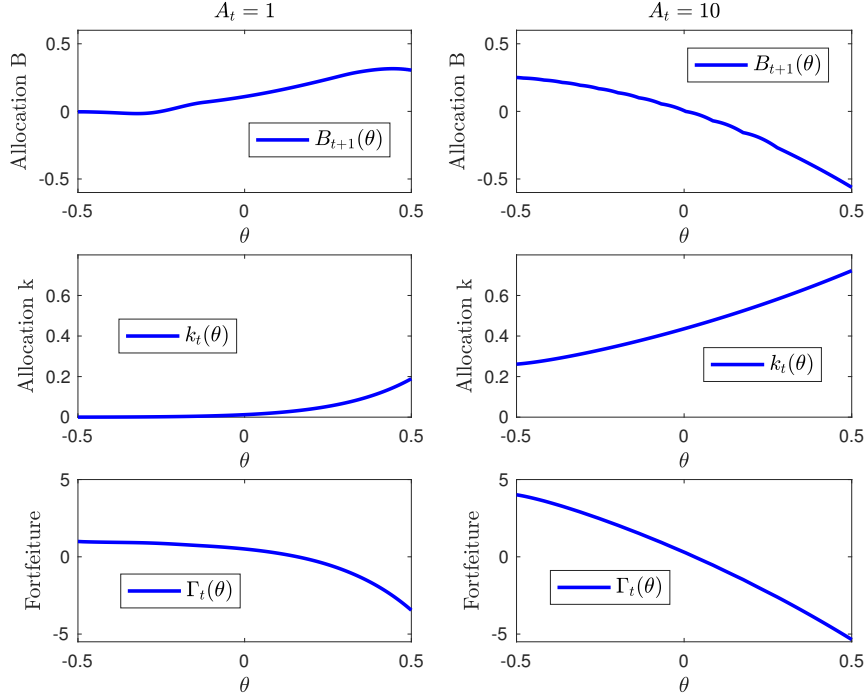 A_t = 1
Allocation B
0.5
0
-0.5
B_{t+1}(θ)
-0.5 0 0.5
θ
A_t = 10
Allocation B
0.5
0
-0.5
B_{t+1}(θ)
-0.5 0 0.5
θ
Allocation k
0.6
0.4
0.2
0
k_t(θ)
-0.5 0 0.5
θ
Allocation k
0.6
0.4
0.2
0
k_t(θ)
-0.5 0 0.5
θ
Fortfeiture
5
0
-5
Γ_t(θ)
-0.5 0 0.5
θ
Fortfeiture
5
0
-5
Γ_t(θ)
-0.5 0 0.5
θ